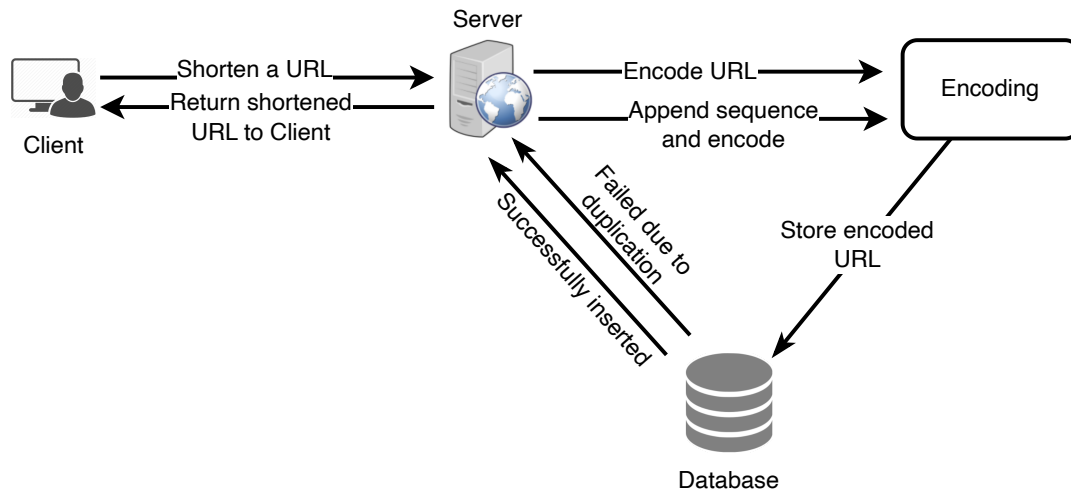 Server
Shorten a URL
Return shortened
URL to Client
Client
Encode URL
Append sequence
and encode
Encoding
Failed due to
duplication
Successfully inserted
Store encoded
URL
Database